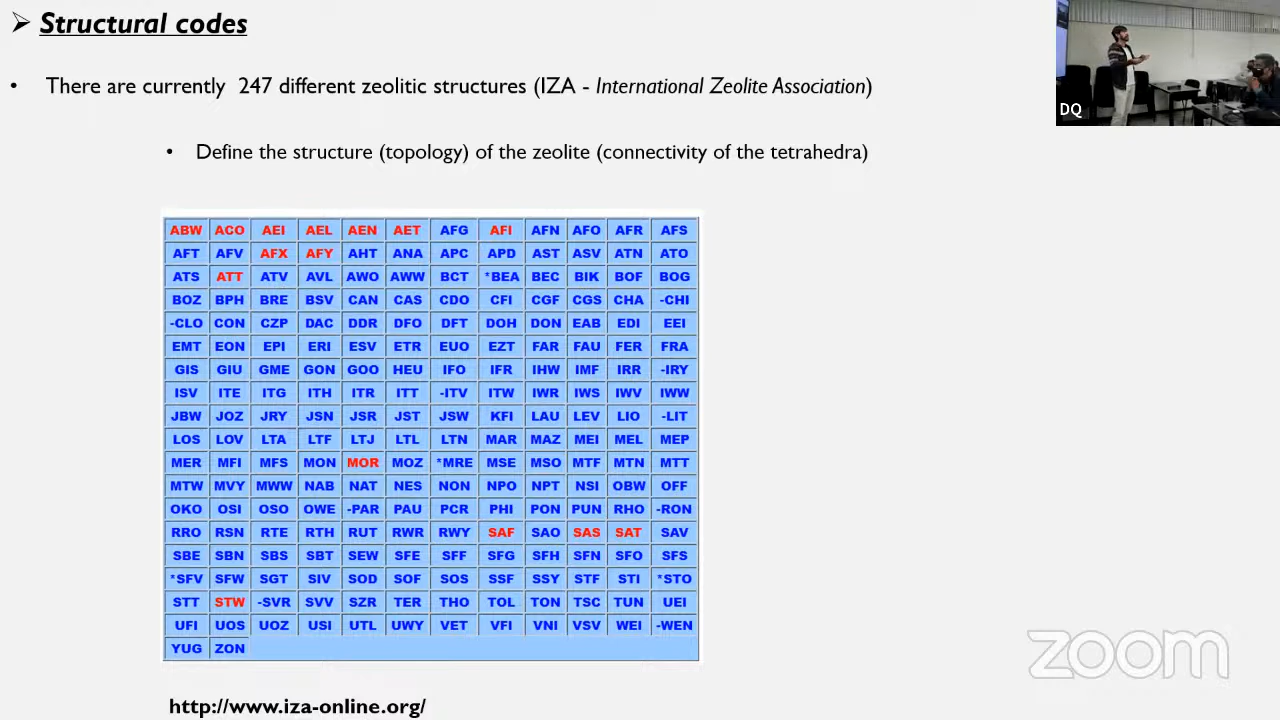 ➢ Structural codes
• There are currently 247 different zeolitic structures (IZA - International Zeolite Association)
• Define the structure (topology) of the zeolite (connectivity of the tetrahedra)
DQ
ABW ACO AEI AEL AEN AET AFG AFI AFN AFO AFR AFS
AFT AFV AFX AFY AHT ANA APC APD AST ASV ATN ATO
ATS ATT ATV AVL AWO AWW BCT *BEA BEC BIK BOF BOG
BOZ BPH BRE BSV CAN CAS CDO CFI CGF CGS CHA -CHI
-CLO CON CZP DAC DDR DFO DFT DOH DON EAB EDI EEI
EMT EON EPI ERI ESV ETR EUO EZT FAR FAU FER FRA
GIS GIU GME GON GOO HEU IFO IFR IHW IMF IRR -IRY
ISV ITE ITG ITH ITR ITT -ITV ITW IWR IWS IWV IWW
JBW JOZ JRY JSN JSR JST JSW KFI LAU LEV LIO -LIT
LOS LOV LTA LTF LTJ LTL LTN MAR MAZ MEI MEL MEP
MER MFI MFS MON MOR MOZ *MRE MSE MSO MTF MTN MTT
MTW MVY MWW NAB NAT NES NON NPO NPT NSI OBW OFF
OKO OSI OSO OWE -PAR PAU PCR PHI PON PUN RHO -RON
RRO RSN RTE RTH RUT RWR RWY SAF SAO SAS SAT SAV
SBE SBN SBS SBT SEW SFE SFF SFG SFH SFN SFO SFS
*SFV SFW SGT SIV SOD SOF SOS SSF SSY STF STI *STO
STT STW -SVR SVV SZR TER THO TOL TON TSC TUN UEI
UFI UOS UOZ USI UTL UWY VET VFI VNI VSV WEI -WEN
YUG ZON
zoom
http://www.iza-online.org/